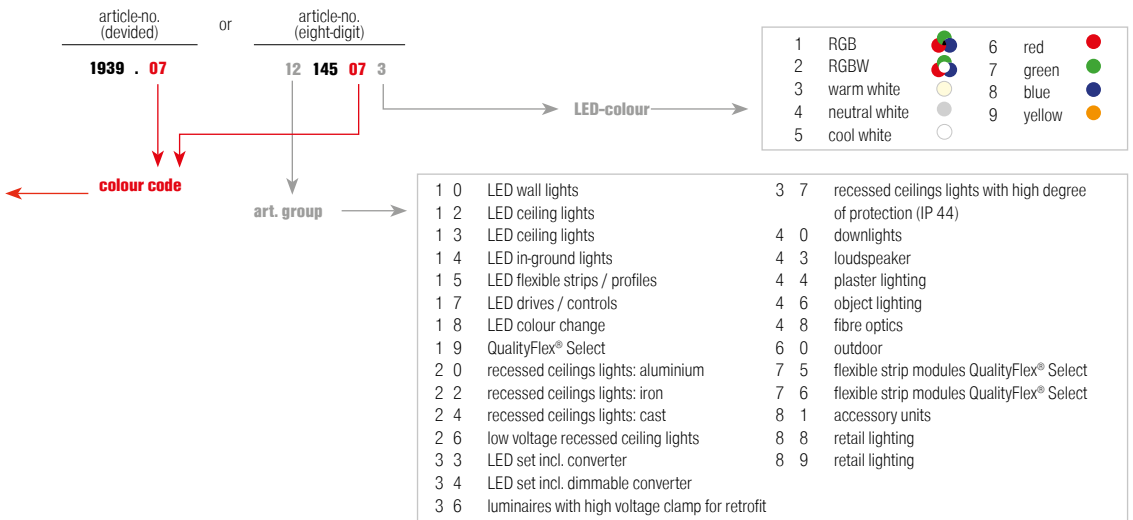 article-no.
(devided)
or
article-no.
(eight-digit)
1939 . 07
12 145 07 3
LED-colour
colour code
art. group
1 RGB
2 RGBW
3 warm white
4 neutral white
5 cool white
6 red
7 green
8 blue
9 yellow
1 0 LED wall lights
1 2 LED ceiling lights
1 3 LED ceiling lights
1 4 LED in-ground lights
1 5 LED flexible strips / profiles
1 7 LED drives / controls
1 8 LED colour change
1 9 QualityFlex® Select
2 0 recessed ceilings lights: aluminium
2 2 recessed ceilings lights: iron
2 4 recessed ceilings lights: cast
2 6 low voltage recessed ceiling lights
3 3 LED set incl. converter
3 4 LED set incl. dimmable converter
3 6 luminaires with high voltage clamp for retrofit
3 7 recessed ceilings lights with high degree
of protection (IP 44)
4 0 downlights
4 3 loudspeaker
4 4 plaster lighting
4 6 object lighting
4 8 fibre optics
6 0 outdoor
7 5 flexible strip modules QualityFlex® Select
7 6 flexible strip modules QualityFlex® Select
8 1 accessory units
8 8 retail lighting
8 9 retail lighting